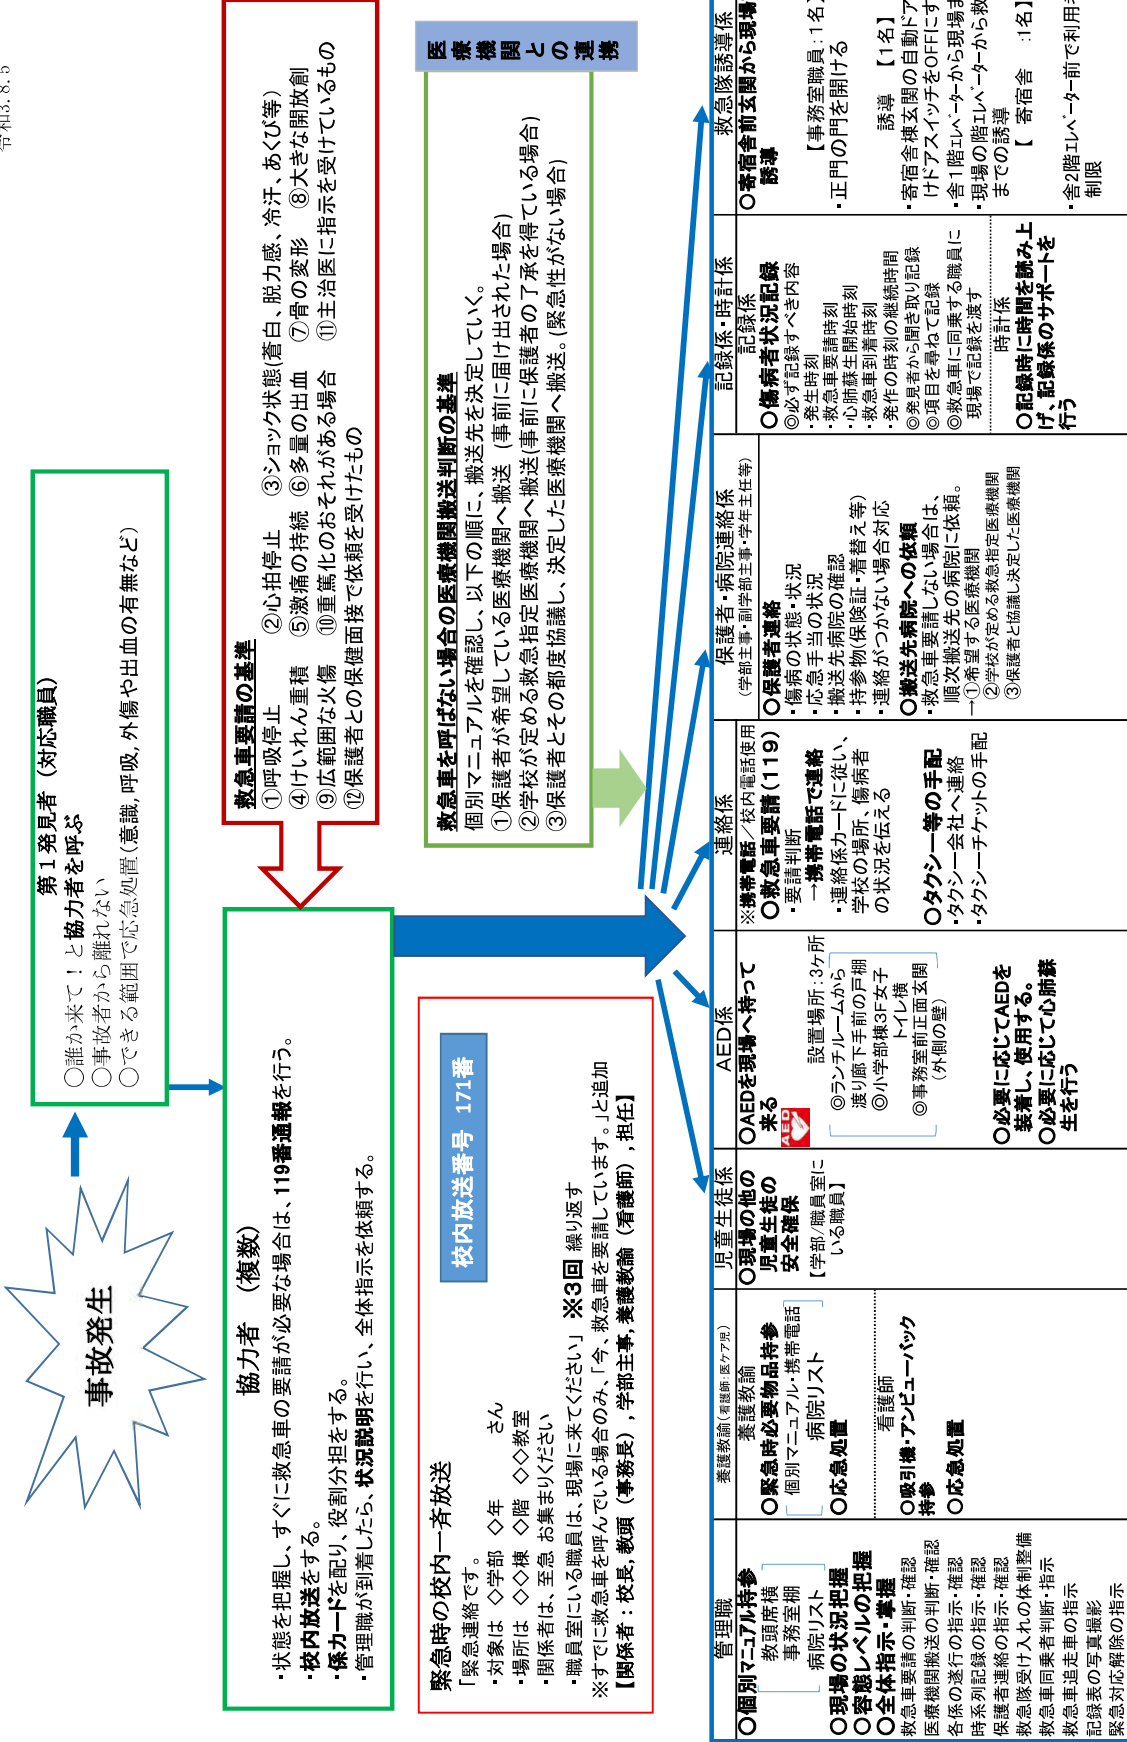 令和3.8.5
事故発生
第１発見者（対応職員）
〇誰か来て！と協力者を呼ぶ
〇事故者から離れない
〇できる範囲で応急処置（意識,呼吸,外傷や出血の有無など）
協力者　（複数）
・状態を把握し、すぐに救急車の要請が必要な場合は、119番通報を行う。
・校内放送をする。
・係カードを配り、役割分担をする。
・管理職が到着したら、状況説明を行い、全体指示を依頼する。
救急車要請の基準
①呼吸停止　②心拍停止　③ショック状態(蒼白、脱力感、冷汗、あくび等）
④けいれん重積　⑤激痛の持続　⑥多量の出血　⑦骨の変形　⑧大きな開放創
⑨広範囲な火傷　⑩重篤化のおそれがある場合　⑪主治医に指示を受けているもの
⑫保護者との保健面接で依頼を受けたもの
緊急時の校内一斉放送
校内放送番号　171番
「緊急連絡です。
・対象は　◇学部　◇年　　さん
・場所は　◇◇棟　◇階　◇◇教室
・関係者は、至急 お集まりください
・職員室にいる職員は、現場に来てください」　※3回 繰り返す
※すでに救急車を呼んでいる場合のみ、「今、救急車を要請しています。」と追加
【関係者：校長,教頭（事務長）,学部主事,養護教諭（看護師）,担任】
医療機関との連携
救急車を呼ばない場合の医療機関搬送判断の基準
個別マニュアルを確認し、以下の順に、搬送先を決定していく。
①保護者が希望している医療機関へ搬送（事前に届け出された場合）
②学校が定める救急指定医療機関へ搬送(事前に保護者の了承を得ている場合)
③保護者とその都度協議し、決定した医療機関へ搬送。(緊急性がない場合)
管理職
〇個別マニュアル持参
教頭席横
事務室棚
病院リスト
〇現場の状況把握
〇容態レベルの把握
〇全体指示・掌握
救急車要請の判断・確認
医療機関搬送の判断・確認
各係の遂行の指示・確認
時系列記録の指示・確認
保護者連絡の指示・確認
救急隊受け入れの体制整備
救急車同乗者判断・指示
救急車追走車の指示
記録表の写真撮影
緊急対応解除の指示
養護教諭（看護師：医ケア児）
養護教諭
〇緊急時必要物品持参
個別マニュアル・携帯電話
病院リスト
〇応急処置
看護師
〇吸引機・アンビューバック
持参
〇応急処置
児童生徒係
〇現場の他の
児童生徒の
安全確保
【学部/職員室に
いる職員】
AED係
〇AEDを現場へ持って
来る
AED
設置場所：3ヶ所
◎ランチルームから
渡り廊下手前の戸棚
◎小学部棟3F女子
トイレ横
◎事務室前正面玄関
（外側の壁）
〇必要に応じてAEDを
装着し、使用する。
〇必要に応じて心肺蘇
生を行う
連絡係
※携帯電話／校内電話使用
〇救急車要請（119）
・要請判断
→携帯電話で連絡
・連絡係カードに従い、
学校の場所、傷病者
の状況を伝える
〇タクシー等の手配
・タクシー会社へ連絡
・タクシーチケットの手配
保護者・病院連絡係
（学部主事・副学部主事・学年主任等）
〇保護者連絡
・傷病の状態・状況
・応急手当の状況
・搬送先病院の確認
・持参物(保険証・着替え等)
・連絡がつかない場合対応
〇搬送先病院への依頼
・救急車要請しない場合は、
順次搬送先の病院に依頼。
→①希望する医療機関
②学校が定める救急指定医療機関
③保護者と協議し決定した医療機関
記録係・時計係
記録係
〇傷病者状況記録
◎必ず記録すべき内容
・発生時刻
・救急車要請時刻
・心肺蘇生開始時刻
・救急車到着時刻
・発作の時刻の継続時間
◎発見者から聞き取り記録
◎項目を尋ねて記録
◎救急車に同乗する職員に
現場で記録を渡す
時計係
〇記録時に時間を読み上
げ、記録係のサポートを
行う
救急隊誘導係
〇寄宿舎前玄関から現場
誘導
【事務室職員：1名】
・正門の門を開ける
誘導　【1名】
・寄宿舎棟玄関の自動ドア
けドアスイッチをOFFにす
・舎1階エレベーターから現場ま
・現場の階エレベーターから救
までの誘導
【　寄宿舎　：1名】
・舎2階エレベーター前で利用者
制限